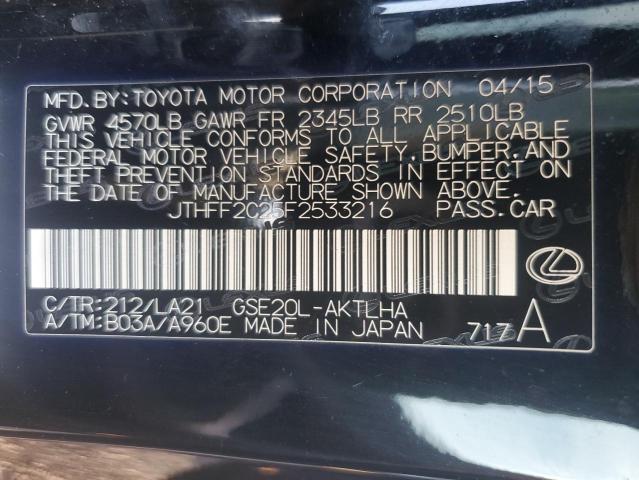 MFD. BY: TOYOTA MOTOR CORPORATION 04/15
GVWR 4570LB GAWR FR 2345LB RR 2510LB
THIS VEHICLE CONFORMS TO ALL APPLICABLE
FEDERAL MOTOR VEHICLE SAFETY, BUMPER, AND
THEFT PREVENTION STANDARDS IN EFFECT ON
THE DATE OF MANUFACTURE SHOWN ABOVE.
JTHFF2C25F2533216 PASS. CAR
C/TR: 212/LA21 GSE20L-AKTLHA
A/TM: B03A/A960E MADE IN JAPAN 717 A